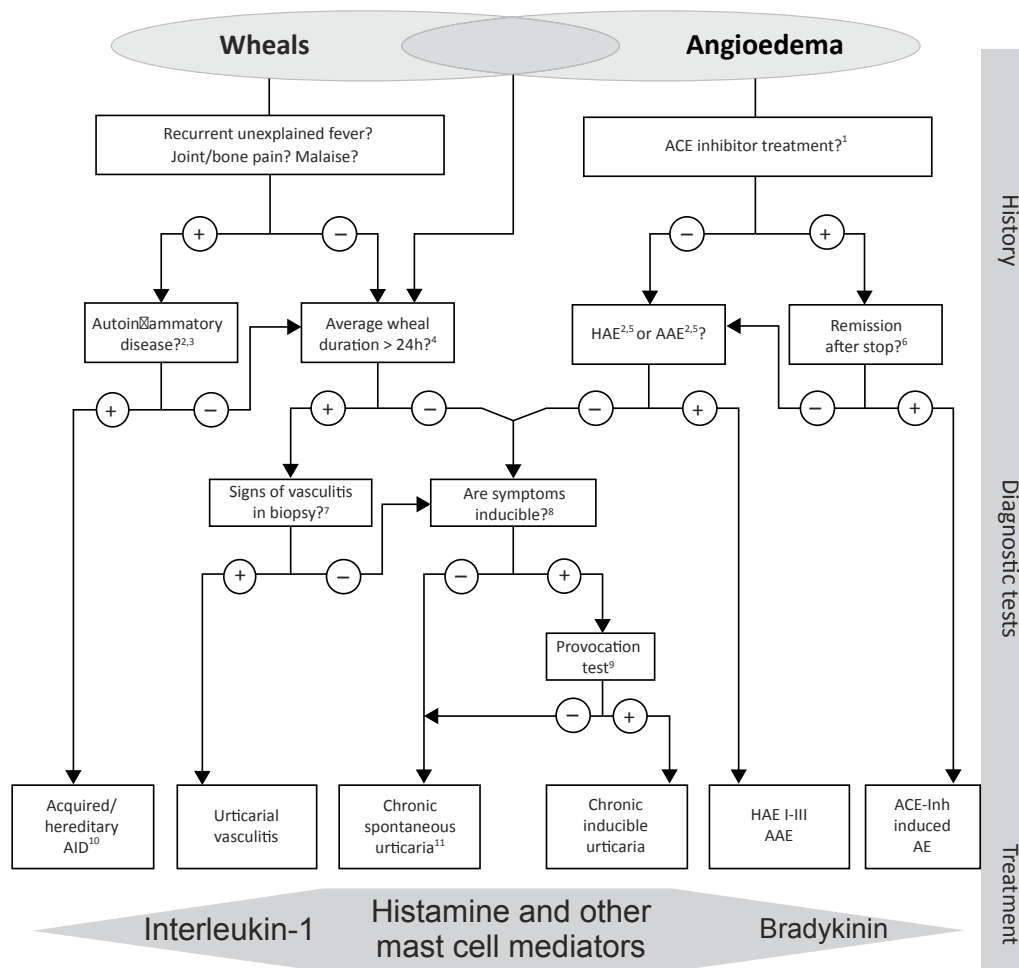 Wheals
Angioedema
Recurrent unexplained fever?
Joint/bone pain? Malaise?
ACE inhibitor treatment?¹
+
−
−
+
Autoin☒ammatory
disease?²,³
Average wheal
duration > 24h?⁴
HAE²,⁵ or AAE²,⁵?
Remission
after stop?⁶
+
−
+
−
−
+
−
+
Signs of vasculitis
in biopsy?⁷
Are symptoms
inducible?⁸
+
−
−
+
Provocation
test⁹
−
+
Acquired/
hereditary
AID¹⁰
Urticarial
vasculitis
Chronic
spontaneous
urticaria¹¹
Chronic
inducible
urticaria
HAE I-III
AAE
ACE-Inh
induced
AE
Interleukin-1
Histamine and other
mast cell mediators
Bradykinin
History
Diagnostic tests
Treatment